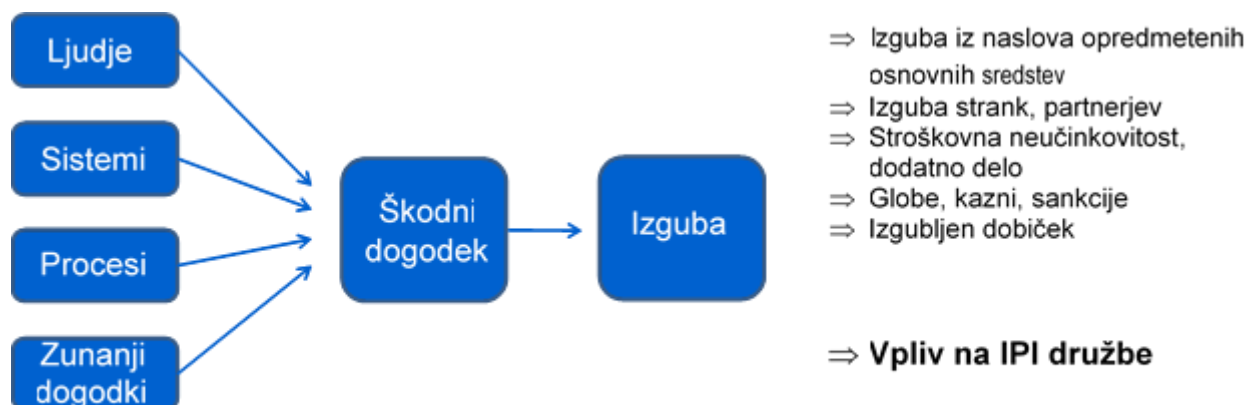 Ljudje
Sistemi
Procesi
Zunanji
dogodki
Škodni
dogodek
Izguba
⇒ Izguba iz naslova opredmetenih
osnovnih sredstev
⇒ Izguba strank, partnerjev
⇒ Stroškovna neučinkovitost,
dodatno delo
⇒ Globe, kazni, sankcije
⇒ Izgubljen dobiček
⇒ Vpliv na IPI družbe